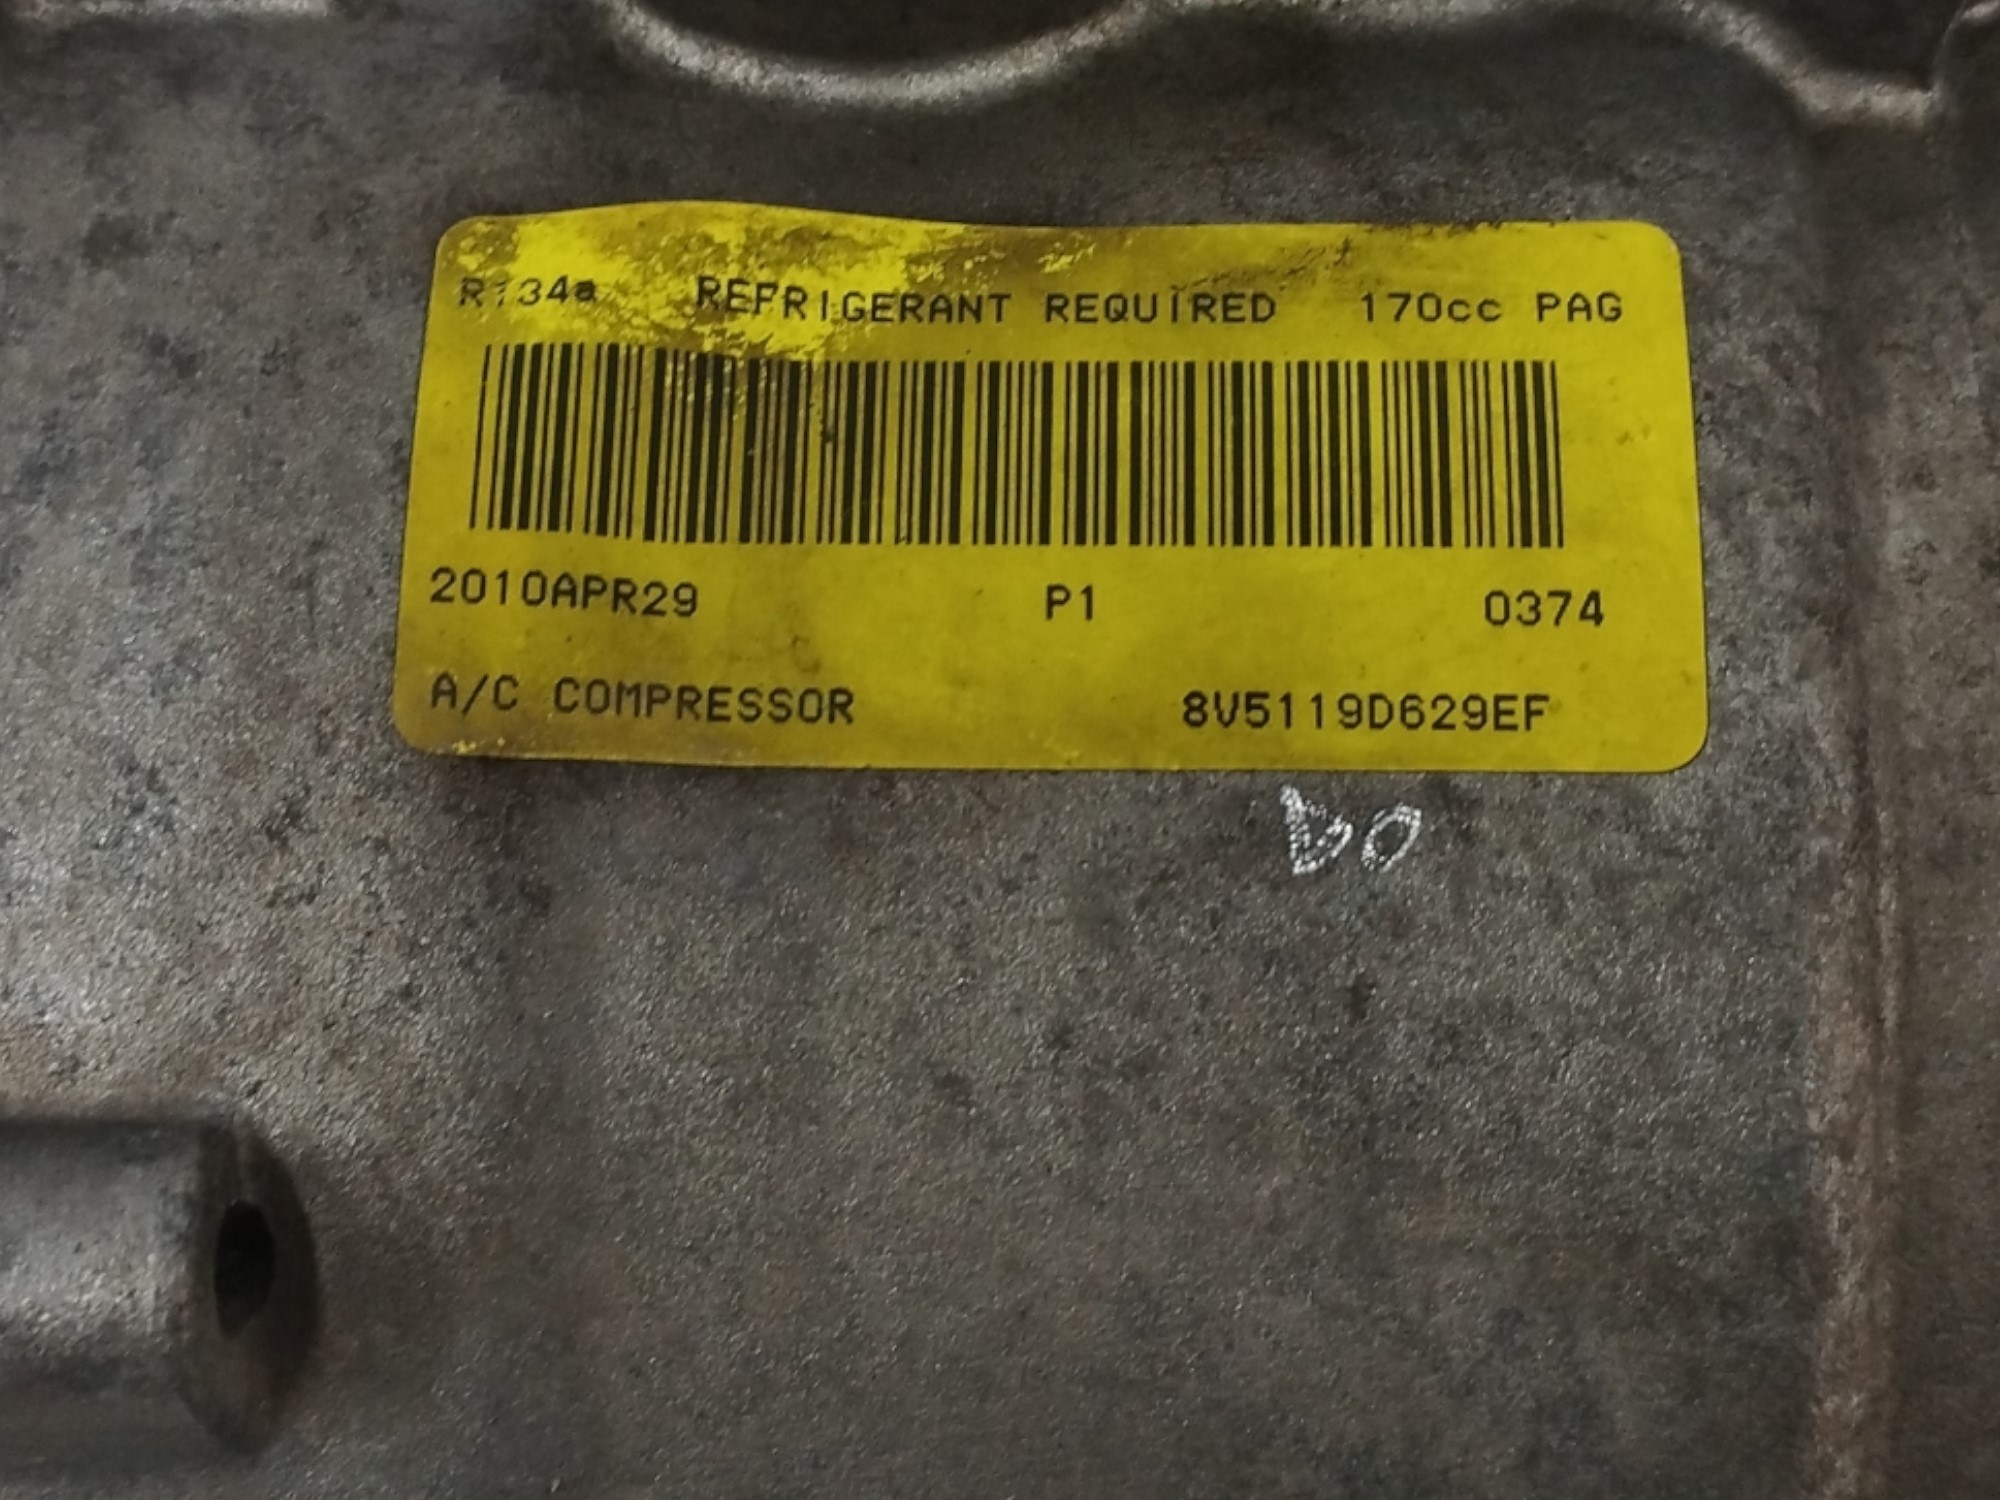 R134a REFRIGERANT REQUIRED 170cc PAG
2010APR29 P1 0374
A/C COMPRESSOR 8V5119D629EF